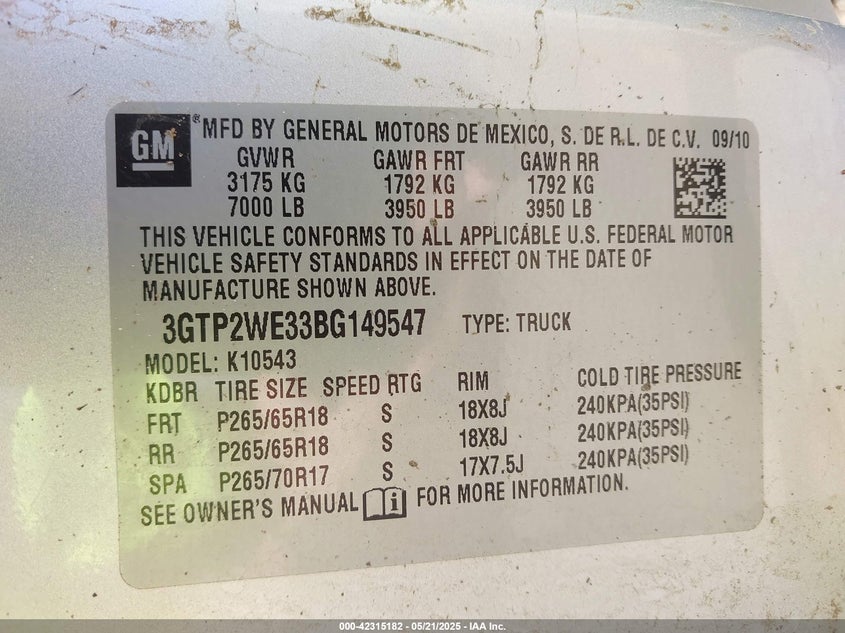 GM ® MFD BY GENERAL MOTORS DE MEXICO, S. DE R.L. DE C.V. 09/10
GVWR GAWR FRT GAWR RR
3175 KG 1792 KG 1792 KG
7000 LB 3950 LB 3950 LB
THIS VEHICLE CONFORMS TO ALL APPLICABLE U.S. FEDERAL MOTOR
VEHICLE SAFETY STANDARDS IN EFFECT ON THE DATE OF
MANUFACTURE SHOWN ABOVE.
3GTP2WE33BG149547 TYPE: TRUCK
MODEL: K10543
KDBR TIRE SIZE SPEED RTG RIM COLD TIRE PRESSURE
FRT P265/65R18 S 18X8J 240KPA(35PSI)
RR P265/65R18 S 18X8J 240KPA(35PSI)
SPA P265/70R17 S 17X7.5J 240KPA(35PSI)
SEE OWNER'S MANUAL i FOR MORE INFORMATION.
000-42315182 - 05/21/2025 - IAA Inc.